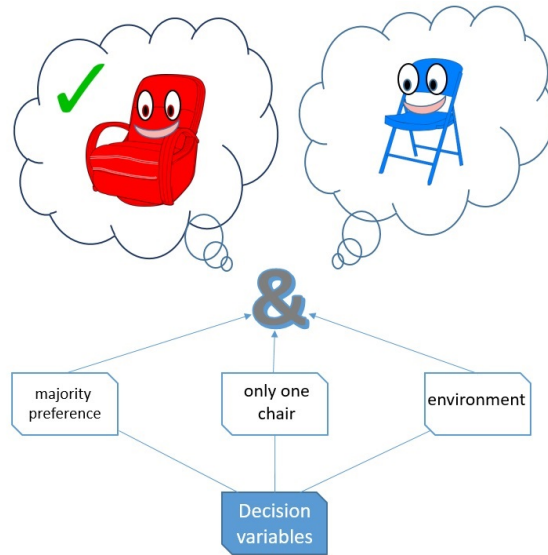 &
majority
preference
only one
chair
environment
Decision
variables